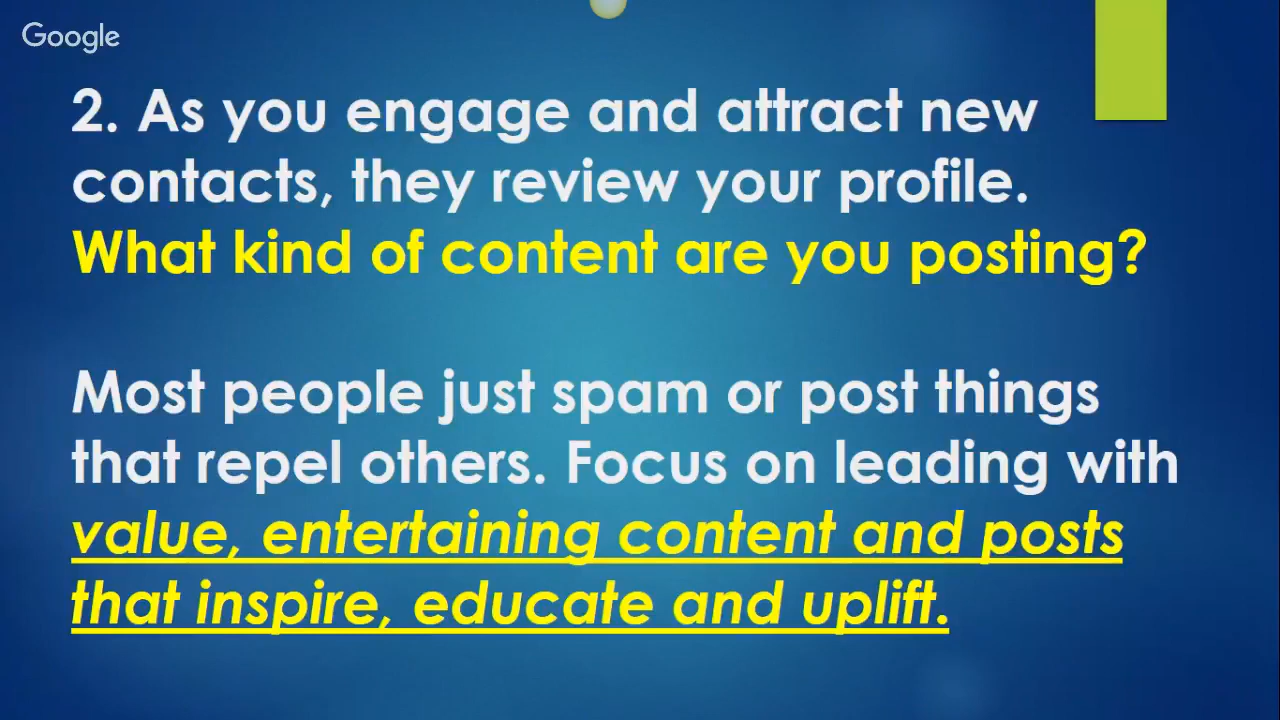 Google
2. As you engage and attract new
contacts, they review your profile.
What kind of content are you posting?
Most people just spam or post things
that repel others. Focus on leading with
value, entertaining content and posts
that inspire, educate and uplift.